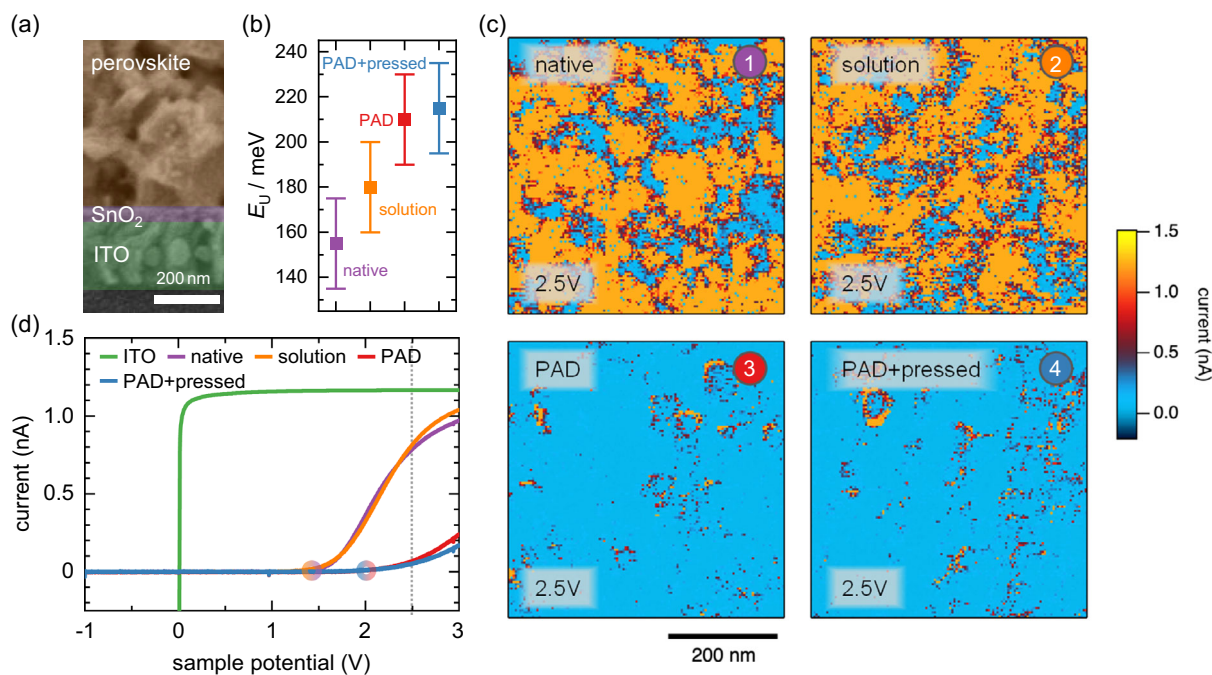 (a)
perovskite
SnO₂
ITO
200 nm
(b)
E_U / meV
240
220
200
180
160
140
PAD+pressed
PAD
solution
native
(c)
native
1
2.5V
solution
2
2.5V
PAD
3
2.5V
PAD+pressed
4
2.5V
200 nm
1.5
1.0
0.5
0.0
current (nA)
(d)
ITO native solution PAD
PAD+pressed
current (nA)
1.5
1.0
0.5
0
-1 0 1 2 3
sample potential (V)